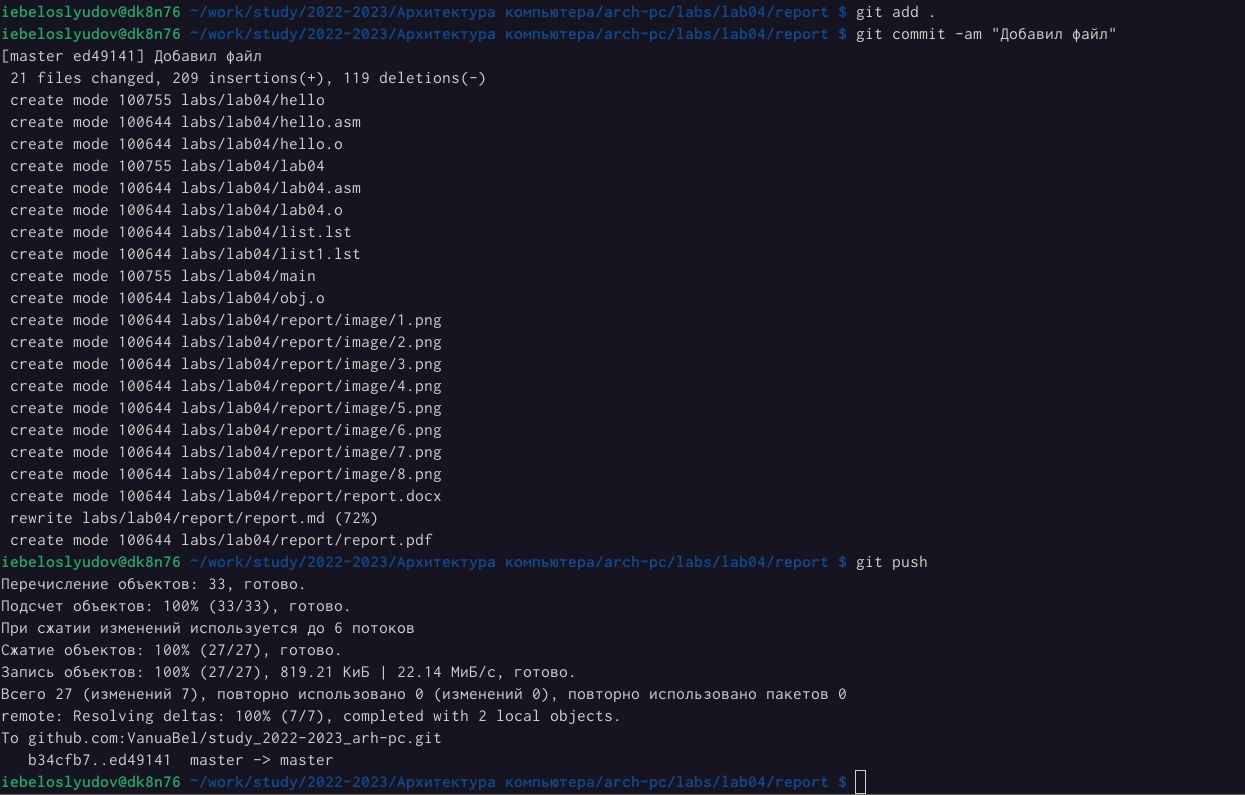 iebeloslyudov@dk8n76 ~/work/study/2022-2023/Архитектура компьютера/arch-pc/labs/lab04/report $ git add .
iebeloslyudov@dk8n76 ~/work/study/2022-2023/Архитектура компьютера/arch-pc/labs/lab04/report $ git commit -am "Добавил файл"
[master ed49141] Добавил файл
 21 files changed, 209 insertions(+), 119 deletions(-)
 create mode 100755 labs/lab04/hello
 create mode 100644 labs/lab04/hello.asm
 create mode 100644 labs/lab04/hello.o
 create mode 100755 labs/lab04/lab04
 create mode 100644 labs/lab04/lab04.asm
 create mode 100644 labs/lab04/lab04.o
 create mode 100644 labs/lab04/list.lst
 create mode 100644 labs/lab04/list1.lst
 create mode 100755 labs/lab04/main
 create mode 100644 labs/lab04/obj.o
 create mode 100644 labs/lab04/report/image/1.png
 create mode 100644 labs/lab04/report/image/2.png
 create mode 100644 labs/lab04/report/image/3.png
 create mode 100644 labs/lab04/report/image/4.png
 create mode 100644 labs/lab04/report/image/5.png
 create mode 100644 labs/lab04/report/image/6.png
 create mode 100644 labs/lab04/report/image/7.png
 create mode 100644 labs/lab04/report/image/8.png
 create mode 100644 labs/lab04/report/report.docx
 rewrite labs/lab04/report/report.md (72%)
 create mode 100644 labs/lab04/report/report.pdf
iebeloslyudov@dk8n76 ~/work/study/2022-2023/Архитектура компьютера/arch-pc/labs/lab04/report $ git push
Перечисление объектов: 33, готово.
Подсчет объектов: 100% (33/33), готово.
При сжатии изменений используется до 6 потоков
Сжатие объектов: 100% (27/27), готово.
Запись объектов: 100% (27/27), 819.21 КиБ | 22.14 МиБ/с, готово.
Всего 27 (изменений 7), повторно использовано 0 (изменений 0), повторно использовано пакетов 0
remote: Resolving deltas: 100% (7/7), completed with 2 local objects.
To github.com:VanuaBel/study_2022-2023_arh-pc.git
   b34cfb7..ed49141  master -> master
iebeloslyudov@dk8n76 ~/work/study/2022-2023/Архитектура компьютера/arch-pc/labs/lab04/report $